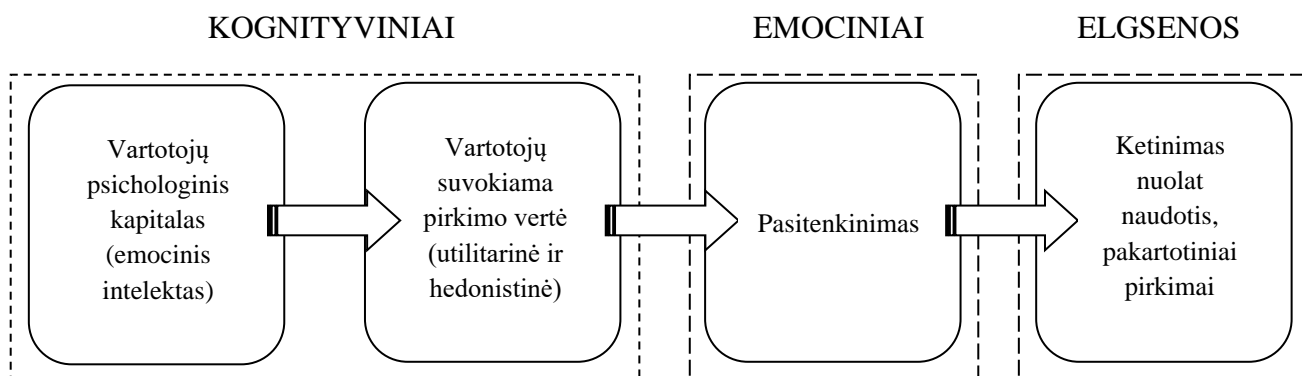 KOGNITYVINIAI
EMOCINIAI
ELGSENOS
Vartotojų
psichologinis
kapitalas
(emocinis
intelektas)
Vartotojų
suvokiama
pirkimo vertė
(utilitarinė ir
hedonistinė)
Pasitenkinimas
Ketinimas
nuolat
naudotis,
pakartotiniai
pirkimai